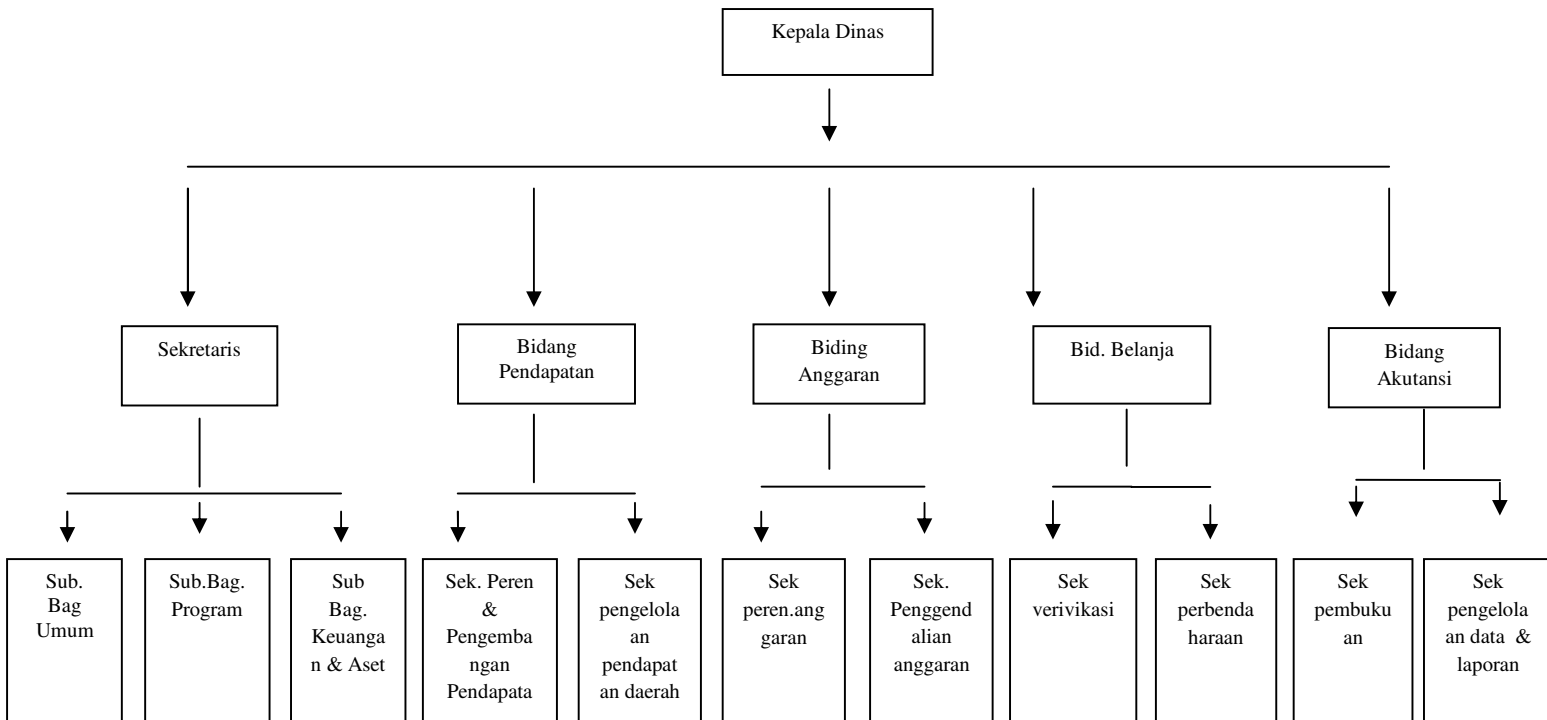 Kepala Dinas
Sekretaris
Bidang
Pendapatan
Biding
Anggaran
Bid. Belanja
Bidang
Akutansi
Sub.
Bag
Umum
Sub.Bag.
Program
Sub
Bag.
Keuanga
n & Aset
Sek. Peren
&
Pengemba
ngan
Pendapata
Sek
pengelola
an
pendapat
an daerah
Sek
peren.ang
garan
Sek.
Penggend
alian
anggaran
Sek
verivikasi
Sek
perbenda
haraan
Sek
pembuku
an
Sek
pengelola
an data &
laporan